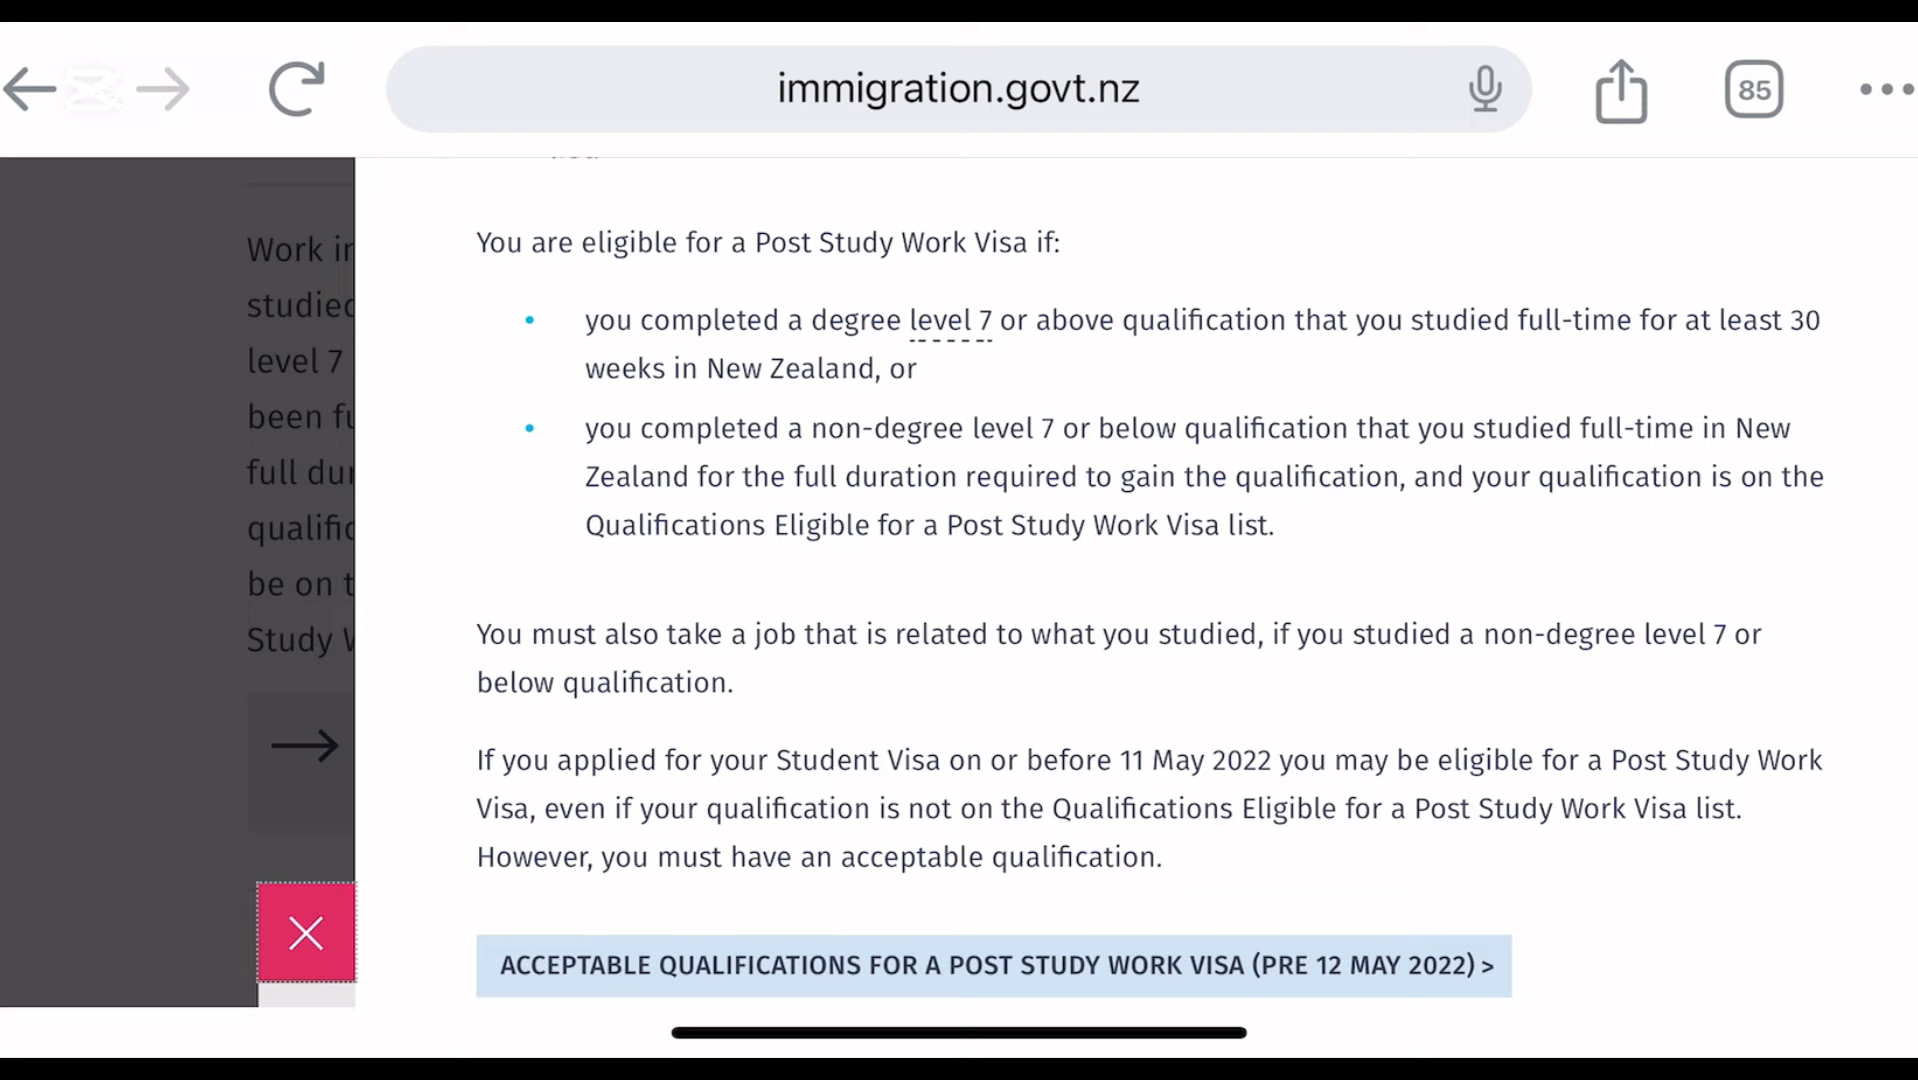 immigration.govt.nz
85
Work in
studied
level 7
been fu
full dur
qualific
be on t
Study W
You are eligible for a Post Study Work Visa if:
• you completed a degree level 7 or above qualification that you studied full-time for at least 30
weeks in New Zealand, or
• you completed a non-degree level 7 or below qualification that you studied full-time in New
Zealand for the full duration required to gain the qualification, and your qualification is on the
Qualifications Eligible for a Post Study Work Visa list.
You must also take a job that is related to what you studied, if you studied a non-degree level 7 or
below qualification.
If you applied for your Student Visa on or before 11 May 2022 you may be eligible for a Post Study Work
Visa, even if your qualification is not on the Qualifications Eligible for a Post Study Work Visa list.
However, you must have an acceptable qualification.
ACCEPTABLE QUALIFICATIONS FOR A POST STUDY WORK VISA (PRE 12 MAY 2022) >